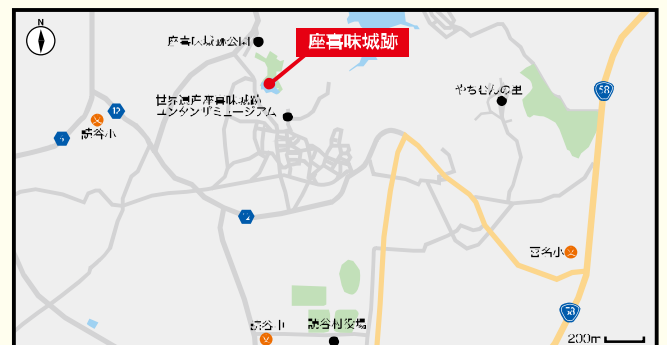 N
座喜味城跡公園
座喜味城跡
58
世界遺産座喜味城跡
ユンタンザミュージアム
やちむんの里
12
6
読谷小
12
喜名小
58
読谷中
読谷村役場
200m